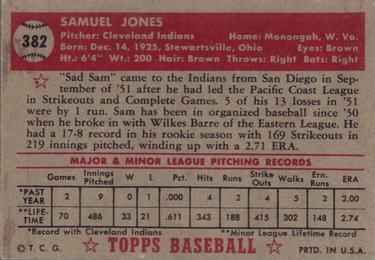 382
SAMUEL JONES
Pitcher: Cleveland Indians Home: Monongah, W. Va.
Born: Dec. 14, 1925, Stewartsville, Ohio Eyes: Brown
Ht.: 6'4" Wt.: 200 Hair: Brown Throws: Right Bats: Right
"Sad Sam" came to the Indians from San Diego in Sep-
tember of '51 after he had led the Pacific Coast League
in Strikeouts and Complete Games. 5 of his 13 losses in '51
were by 1 run. Sam has been in organized baseball since '50
when he broke in with Wilkes Barre of the Eastern League. He
had a 17-8 record in his rookie season with 169 Strikeouts in
219 innings pitched, winding up with a 2.71 ERA.
MAJOR & MINOR LEAGUE PITCHING RECORDS
Games Innings Pitched W L Pct. Hits Runs Strike Outs Walks Ern. Runs ERA
*PAST YEAR 2 9 0 1 .000 4 2 4 5 2 2.00
**LIFE-TIME 70 486 33 21 .611 343 188 415 302 148 2.74
*Record with Cleveland Indians **Minor League Lifetime Record
© T. C. G. TOPPS BASEBALL PRTD. IN U.S.A.